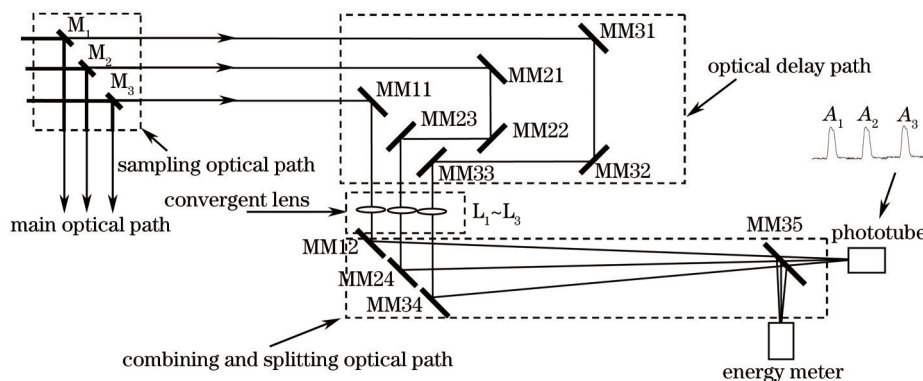 M₁
M₂
M₃
MM31
MM21
MM11
MM23
MM22
MM33
MM32
optical delay path
A₁ A₂ A₃
sampling optical path
convergent lens
L₁~L₃
main optical path
MM12
MM24
MM34
MM35
phototube
combining and splitting optical path
energy meter